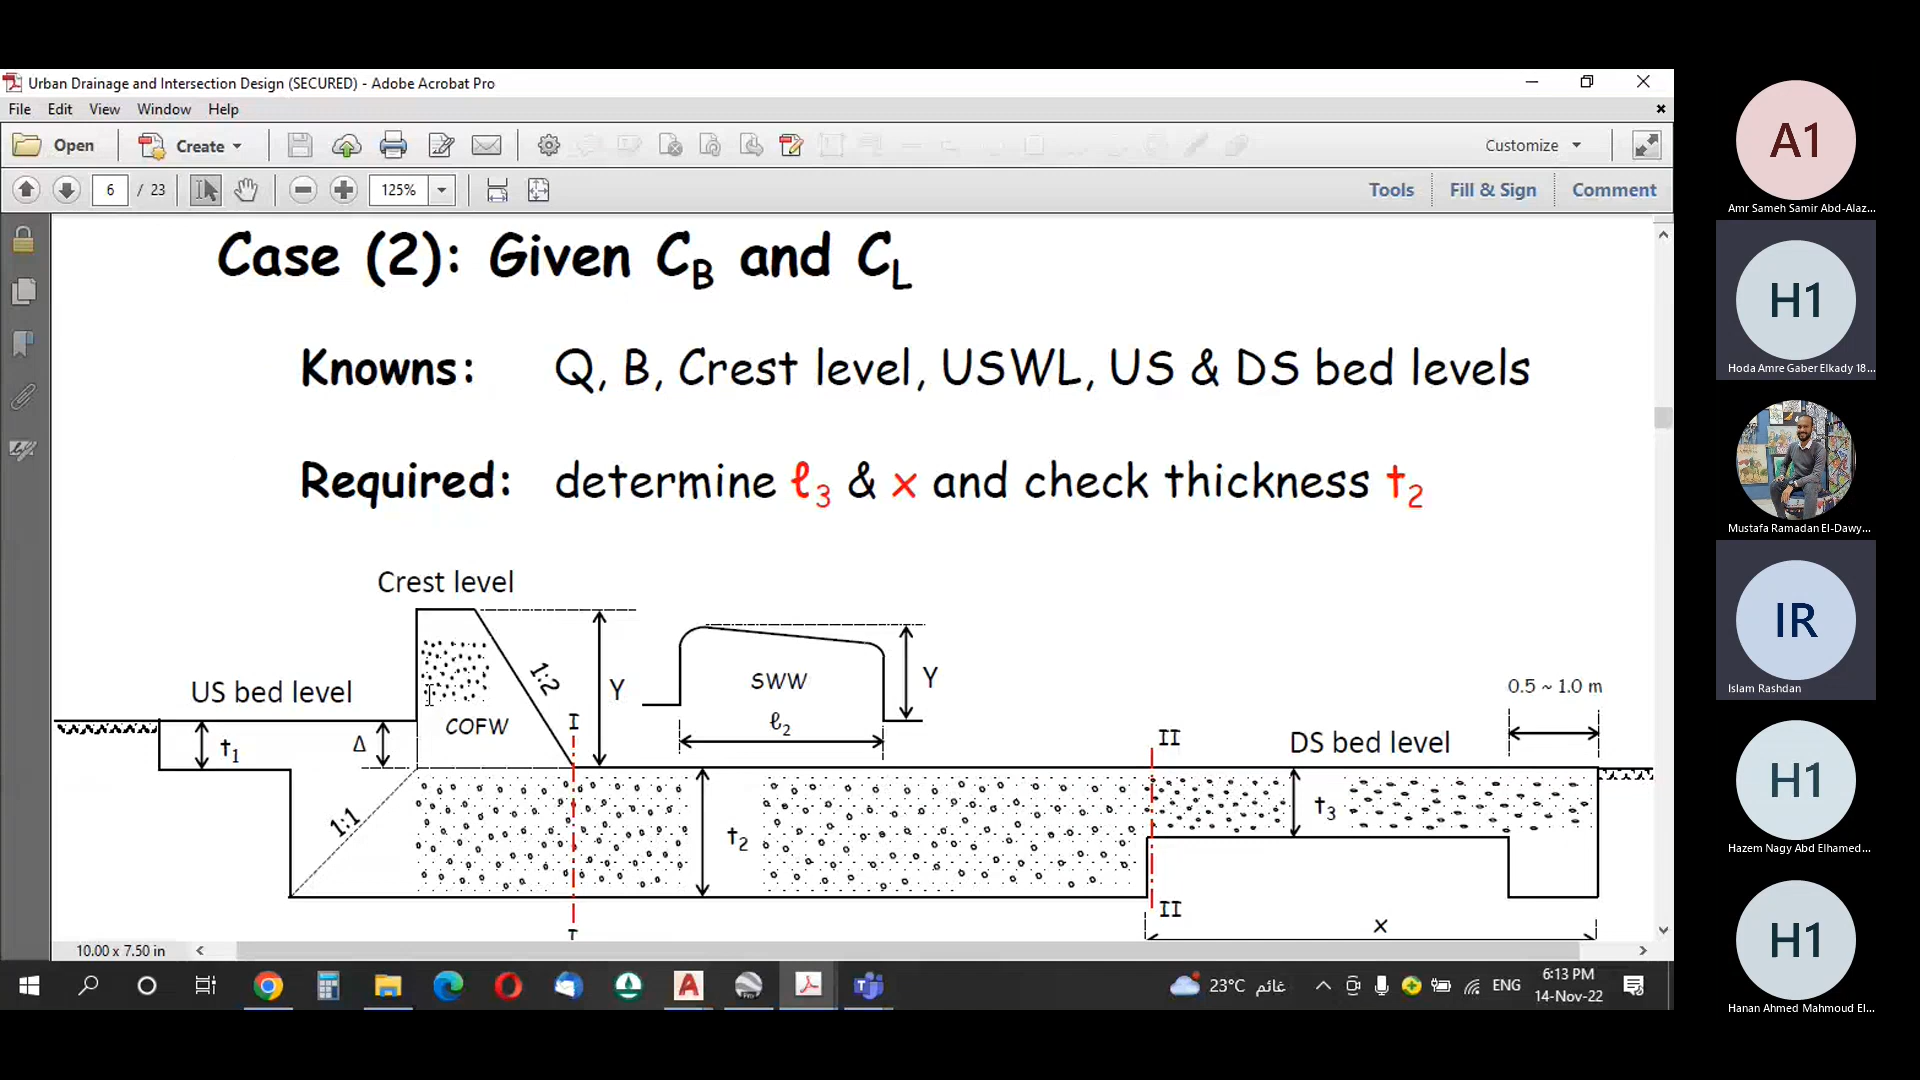 Urban Drainage and Intersection Design (SECURED) - Adobe Acrobat Pro
File Edit View Window Help
Open Create Customize
6 / 23 125% Tools Fill & Sign Comment
Case (2): Given CB and CL
Knowns: Q, B, Crest level, USWL, US & DS bed levels
Required: determine ℓ3 & x and check thickness t2
Crest level
US bed level
1:2
Y
SWW
Y
0.5 ~ 1.0 m
COFW
I
ℓ2
II
DS bed level
t1
Δ
1:1
t2
t3
II
x
I
10.00 x 7.50 in
23°C غائم ENG
6:13 PM
14-Nov-22
A1
Amr Sameh Samir Abd-Alaz...
H1
Hoda Amre Gaber Elkady 18...
Mustafa Ramadan El-Dawy...
IR
Islam Rashdan
H1
Hazem Nagy Abd Elhamed...
H1
Hanan Ahmed Mahmoud El...